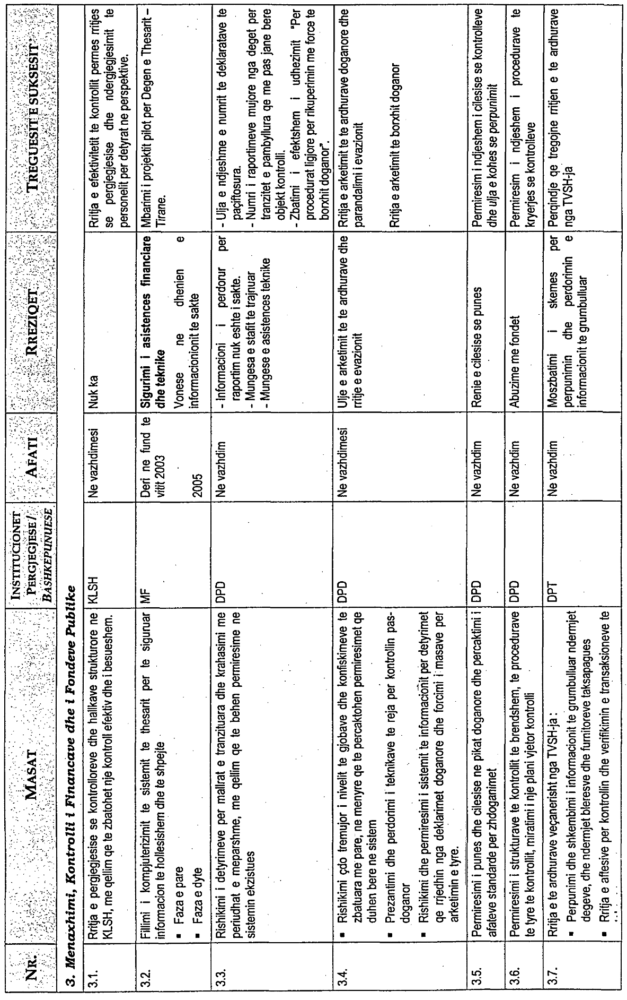 NR.
MASAT
INSTITUCIONET
PERGJEGJESE /
BASHKEPUNUESE
AFATI
RREZIQET
TREGUESIT E SUKSESIT
3. Menaxhimi, Kontrolli i Financave dhe i Fondeve Publike
3.1.
Rritja e pergjegjesise se kontrolloreve dhe hallkave strukturore ne
KLSH, me qellim qe te zbatohet nje kontroll efektiv dhe i besueshem.
KLSH
Ne vazhdimesi
Nuk ka
Rritja e efektivitetit te kontrollit permes rritjes
se pergjegjesise dhe ndergjegjesimit te
personelit per detyrat ne perspektive.
3.2.
Fillimi i kompjuterizimit te sistemit te thesarit per te siguruar
informacion te hollesishem dhe te shpejte
▪ Faza e pare
▪ Faza e dyte
MF
Deri ne fund te
vitit 2003
2005
Sigurimi i asistences financiare
dhe teknike
Vonese ne dhenien e
informacionionit te sakte
Mbarimi i projektit pilot per Degen e Thesarit –
Tirane.
3.3.
Rishikimi i detyrimeve per mallrat e tranzituara dhe krahasimi me
periudhat e meparshme, me qellim qe te behen permiresime ne
sistemin ekzistues
DPD
Ne vazhdim
- Informacioni i perdorur per
raportim nuk eshte i sakte.
- Mungesa e stafit te trajnuar
- Mungese e asistences teknike
- Ulja e ndjeshme e numrit te deklaratave te
paçiftosura.
- Numri i raportimeve mujore nga deget per
tranzitet e pambyllura qe me pas jane bere
objekt kontrolli.
- Zbatimi i efektshem i udhezimit "Per
procedurat ligjore per rikuperimin me force te
borxhit doganor".
3.4.
▪ Rishikimi çdo tremujor i nivelit te gjobave dhe konfiskimeve te
zbatuara me pare, ne menyre qe te percaktohen permiresimet qe
duhen bere ne sistem
▪ Prezantimi dhe perdorimi i teknikave te reja per kontrollin pas-
doganor
▪ Rishikimi dhe permiresimi i sistemit te informacionit per detyrimet
qe rrjedhin nga deklarimet doganore dhe forcimi i masave per
arketimin e tyre.
DPD
Ne vazhdimesi
Ulje e arketimit te te ardhurave dhe
rritje e evazionit
Rritja e arketimit te te ardhurave doganore dhe
parandalimi i evazionit
Rritja e arketimit te borxhit doganor
3.5.
Permiresimi i punes dhe cilesise ne pikat doganore dhe percaktimi i
afateve standarde per zhdoganimet
DPD
Ne vazhdim
Renie e cilesise se punes
Permiresim i ndjeshem i cilesise se kontrolleve
dhe ulja e kohes se perpunimit
3.6.
Permiresimi i strukturave te kontrollit te brendshem, te procedurave
te tyre te kontrollit, miratimi i nje plani vjetor kontrolli
DPD
Ne vazhdim
Abuzime me fondet
Permiresim i ndjeshem i procedurave te
kryerjes se kontrolleve
3.7.
Rritja e te ardhurave veçanerisht nga TVSH-ja :
▪ Perpunimi dhe shkembimi i informacionit te grumbulluar ndermjet
degeve, dhe ndermjet bleresve dhe furnitoreve taksapagues
▪ Rritja e aftesive per kontrollin dhe verifikimin e transaksioneve te
DPT
Ne vazhdim
Moszbatimi i skemes per
perpunimin dhe perdorimin e
informacionit te grumbulluar
Perqindje qe tregojne rritjen e te ardhurave
nga TVSH-ja